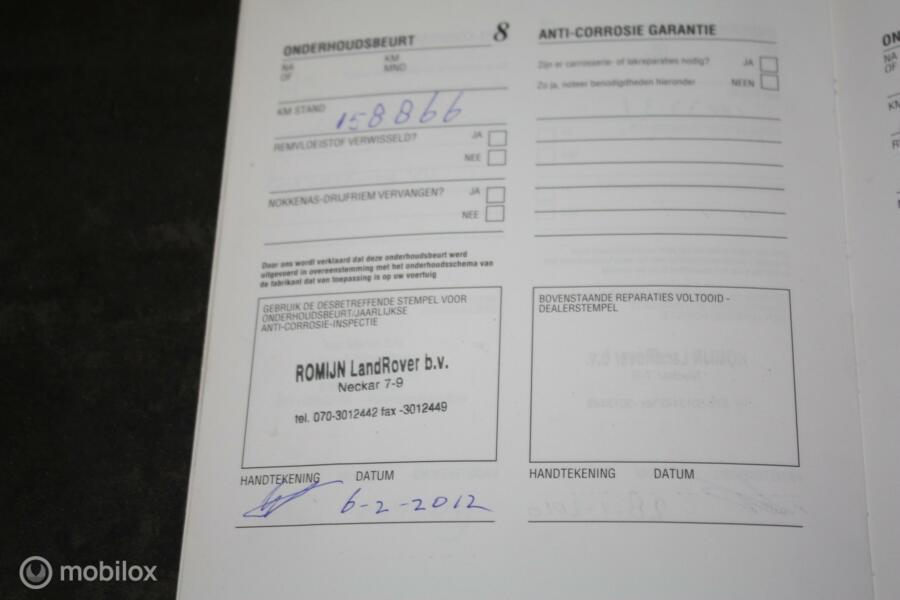 ONDERHOUDSBEURT 8
NA KM
OF MND
KM STAND 158866
REMVLOEISTOF VERWISSELD? JA
NEE
NOKKENAS-DRIJFRIEM VERVANGEN? JA
NEE
Door ons wordt verklaard dat deze onderhoudsbeurt werd
uitgevoerd in overeenstemming met het onderhoudsschema van
de fabrikant dat van toepassing is op uw voertuig
GEBRUIK DE DESBETREFFENDE STEMPEL VOOR
ONDERHOUDSBEURT/JAARLIJKSE
ANTI-CORROSIE-INSPECTIE
ROMIJN LandRover b.v.
Neckar 7-9
tel. 070-3012442 fax -3012449
HANDTEKENING DATUM
6-2-2012
ANTI-CORROSIE GARANTIE
Zijn er carrosserie- of lakreparaties nodig? JA
Zo ja, noteer benodigdheden hieronder NEEN
BOVENSTAANDE REPARATIES VOLTOOID -
DEALERSTEMPEL
HANDTEKENING DATUM
mobilox